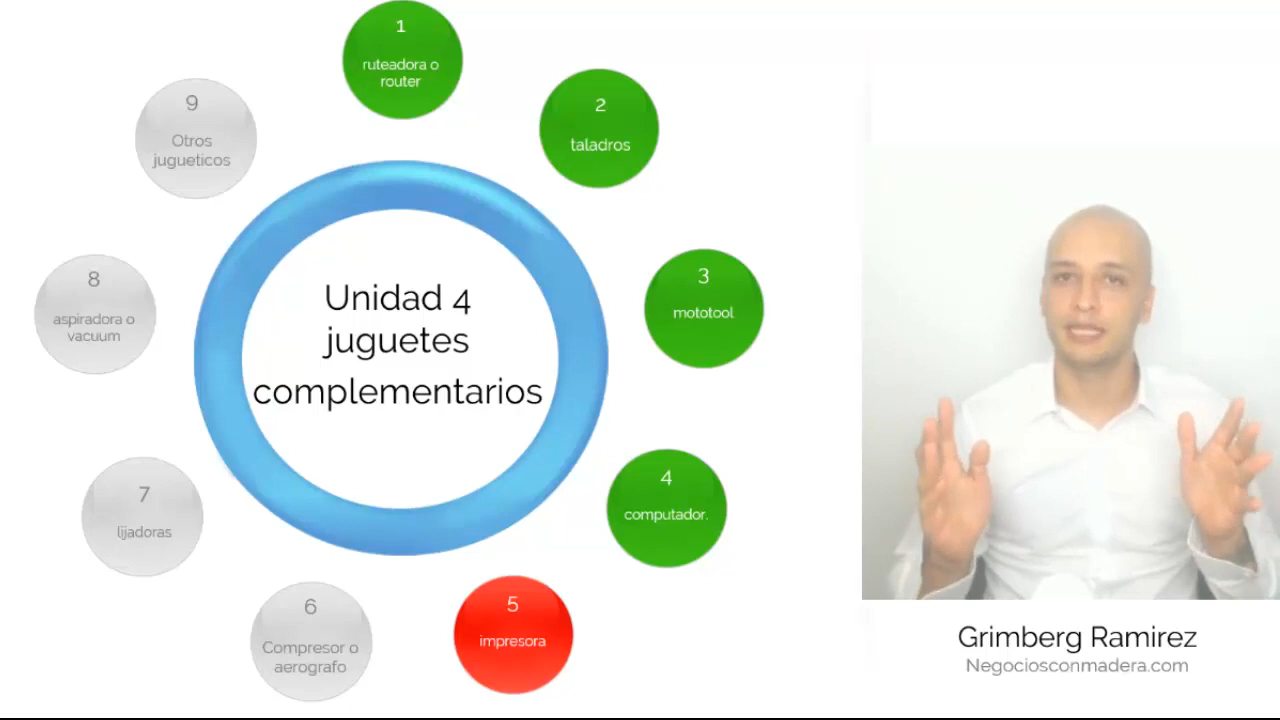 1
ruteadora o
router
2
taladros
3
mototool
4
computador.
5
impresora
6
Compresor o
aerografo
7
lijadoras
8
aspiradora o
vacuum
9
Otros
jugueticos
Unidad 4
juguetes
complementarios
Grimberg Ramirez
Negociosconmadera.com